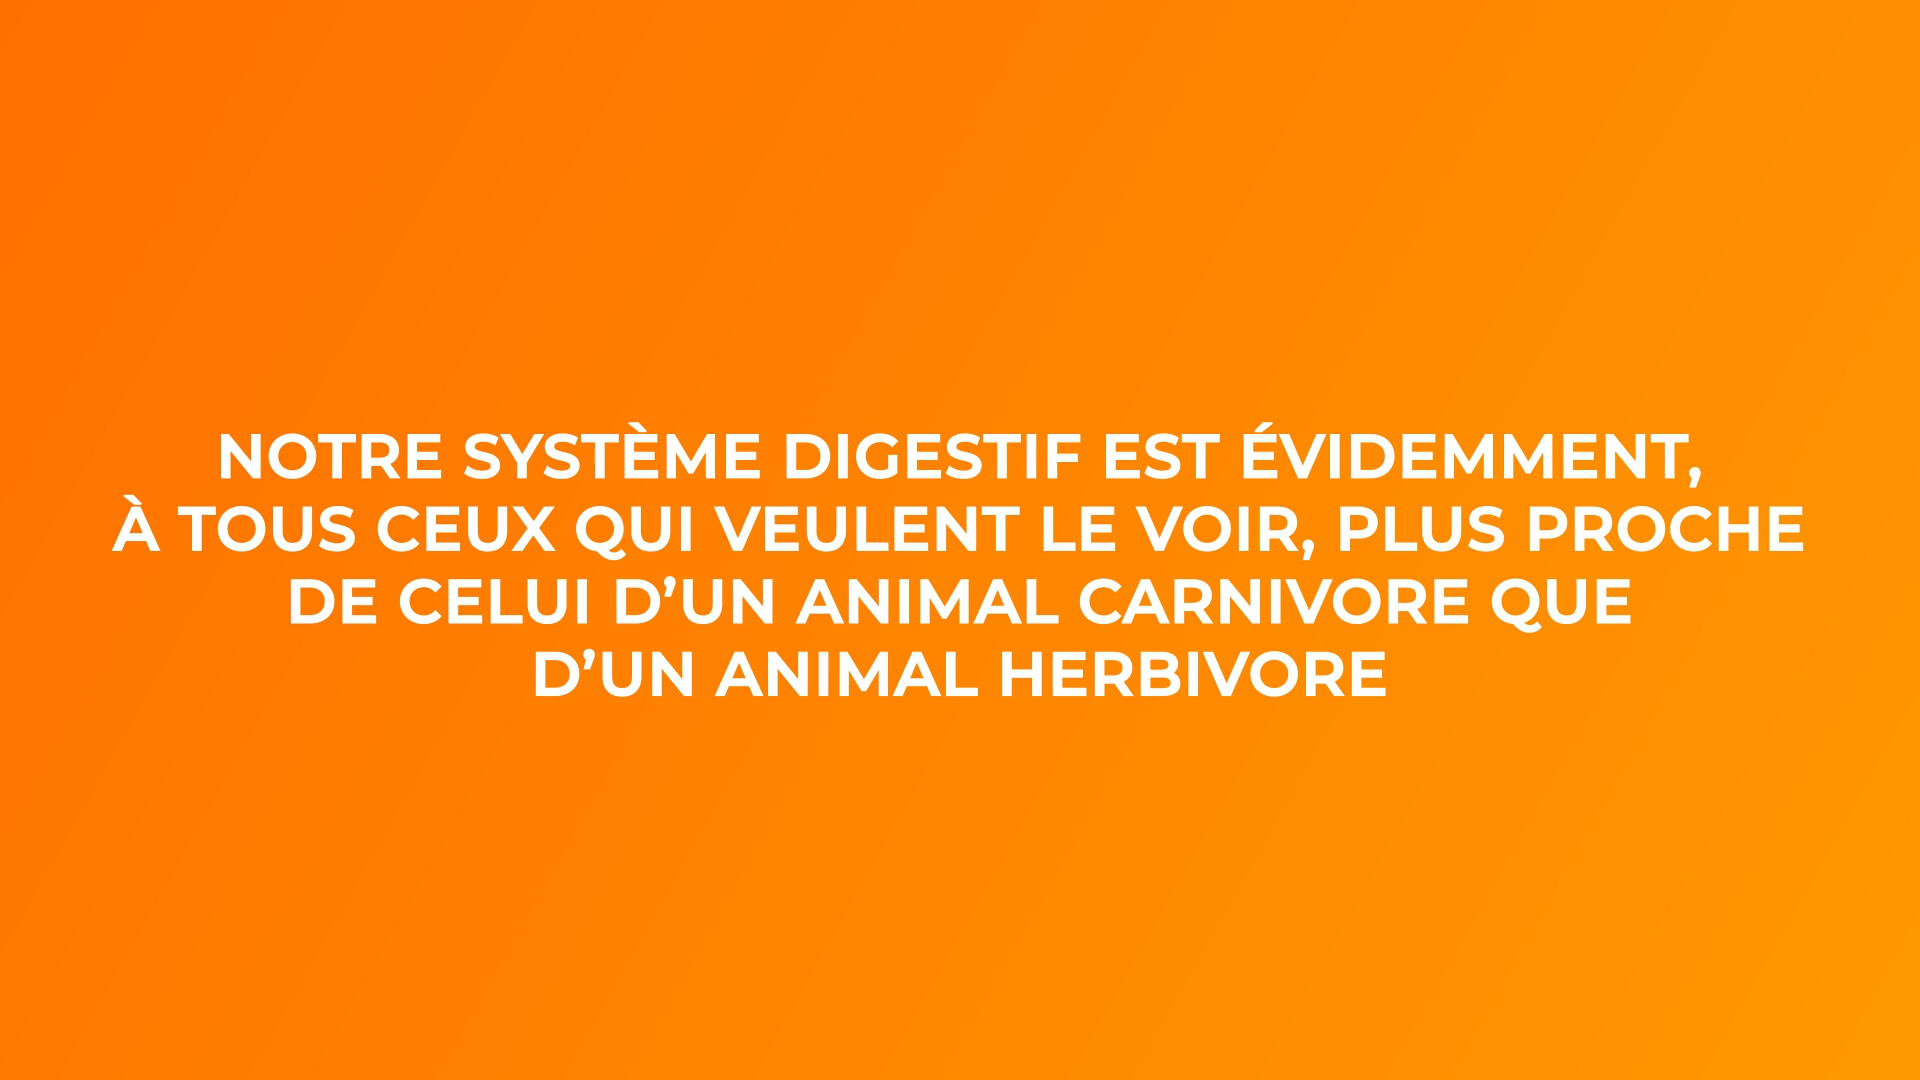 NOTRE SYSTÈME DIGESTIF EST ÉVIDEMMENT,
À TOUS CEUX QUI VEULENT LE VOIR, PLUS PROCHE
DE CELUI D’UN ANIMAL CARNIVORE QUE
D’UN ANIMAL HERBIVORE